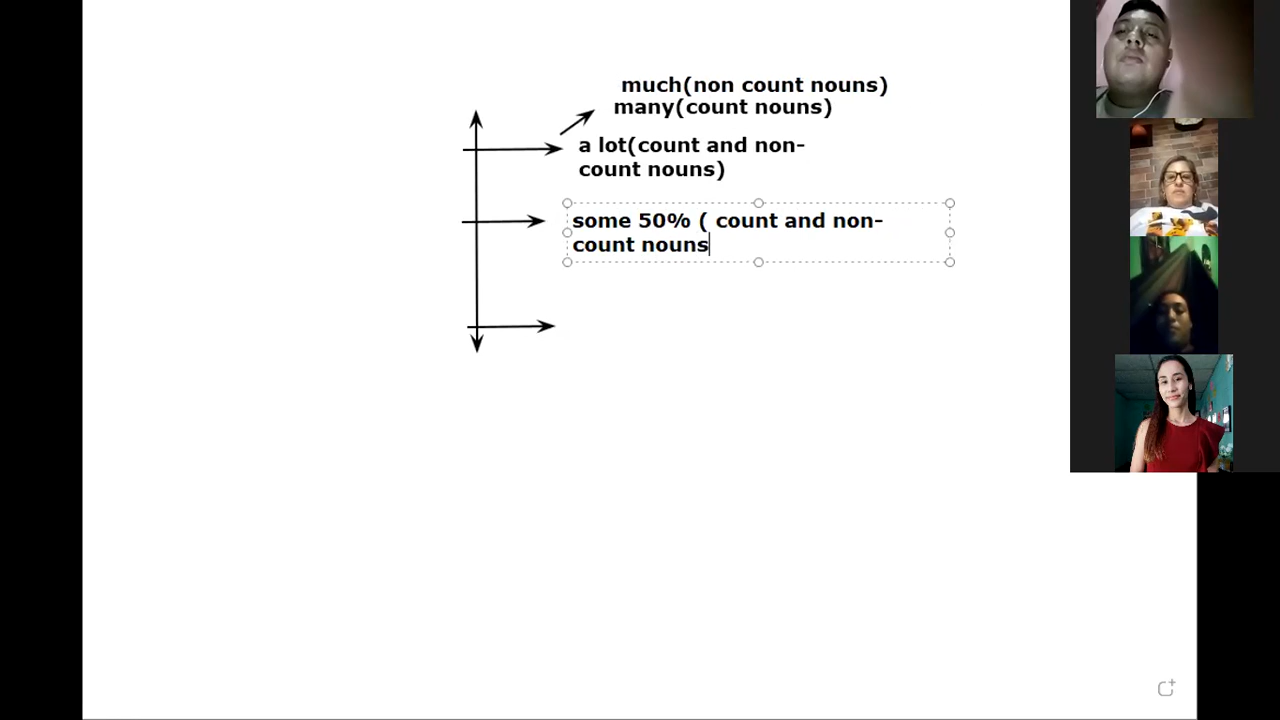 much(non count nouns)
many(count nouns)
a lot(count and non-
count nouns)
some 50% ( count and non-
count nouns